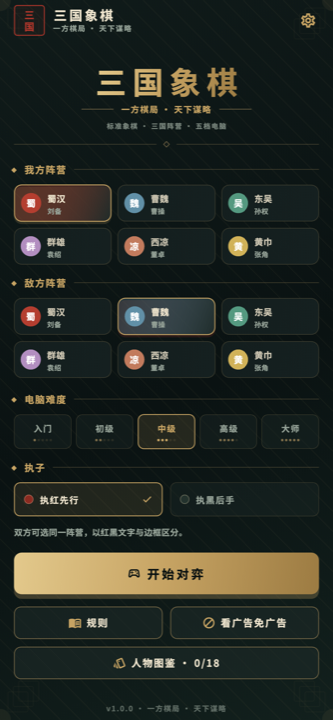 三国
三国象棋
一方棋局 · 天下谋略
三国象棋
一方棋局 · 天下谋略
标准象棋 · 三国阵营 · 五档电脑
我方阵营
蜀 蜀汉 刘备
魏 曹魏 曹操
吴 东吴 孙权
群 群雄 袁绍
凉 西凉 董卓
黄 黄巾 张角
敌方阵营
蜀 蜀汉 刘备
魏 曹魏 曹操
吴 东吴 孙权
群 群雄 袁绍
凉 西凉 董卓
黄 黄巾 张角
电脑难度
入门 初级 中级 高级 大师
执子
执红先行 执黑后手
双方可选同一阵营，以红黑文字与边框区分。
开始对弈
规则 看广告免广告
人物图鉴 · 0/18
v1.0.0 · 一方棋局 · 天下谋略